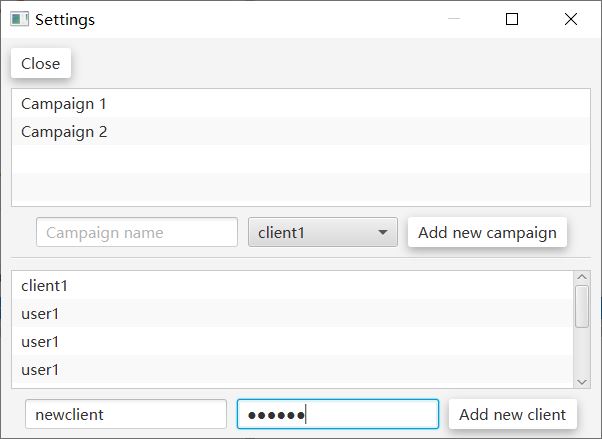 Settings
Close
Campaign 1
Campaign 2
Campaign name
client1
Add new campaign
client1
user1
user1
user1
newclient
●●●●●●
Add new client